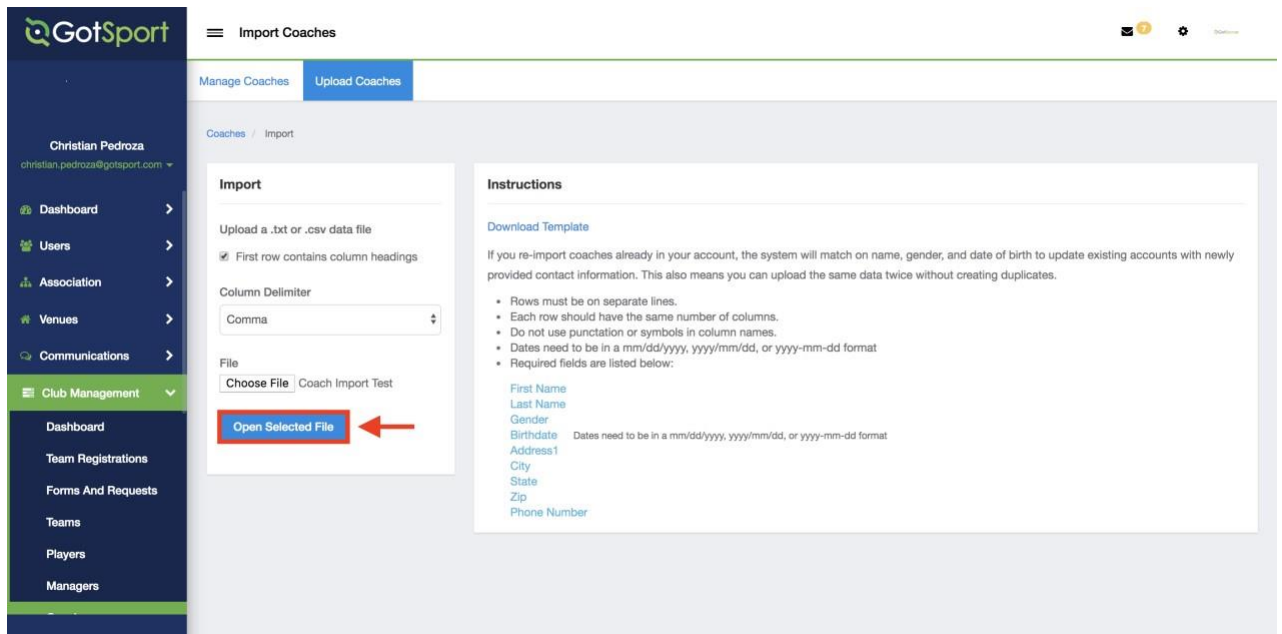 GotSport
Import Coaches
7
Manage Coaches
Upload Coaches
Christian Pedroza
christian.pedroza@gotsport.com
Dashboard
Users
Association
Venues
Communications
Club Management
Dashboard
Team Registrations
Forms And Requests
Teams
Players
Managers
Coaches / Import
Import
Upload a .txt or .csv data file
First row contains column headings
Column Delimiter
Comma
File
Choose File Coach Import Test
Open Selected File
Instructions
Download Template
If you re-import coaches already in your account, the system will match on name, gender, and date of birth to update existing accounts with newly
provided contact information. This also means you can upload the same data twice without creating duplicates.
• Rows must be on separate lines.
• Each row should have the same number of columns.
• Do not use punctation or symbols in column names.
• Dates need to be in a mm/dd/yyyy, yyyy/mm/dd, or yyyy-mm-dd format
• Required fields are listed below:
First Name
Last Name
Gender
Birthdate Dates need to be in a mm/dd/yyyy, yyyy/mm/dd, or yyyy-mm-dd format
Address1
City
State
Zip
Phone Number